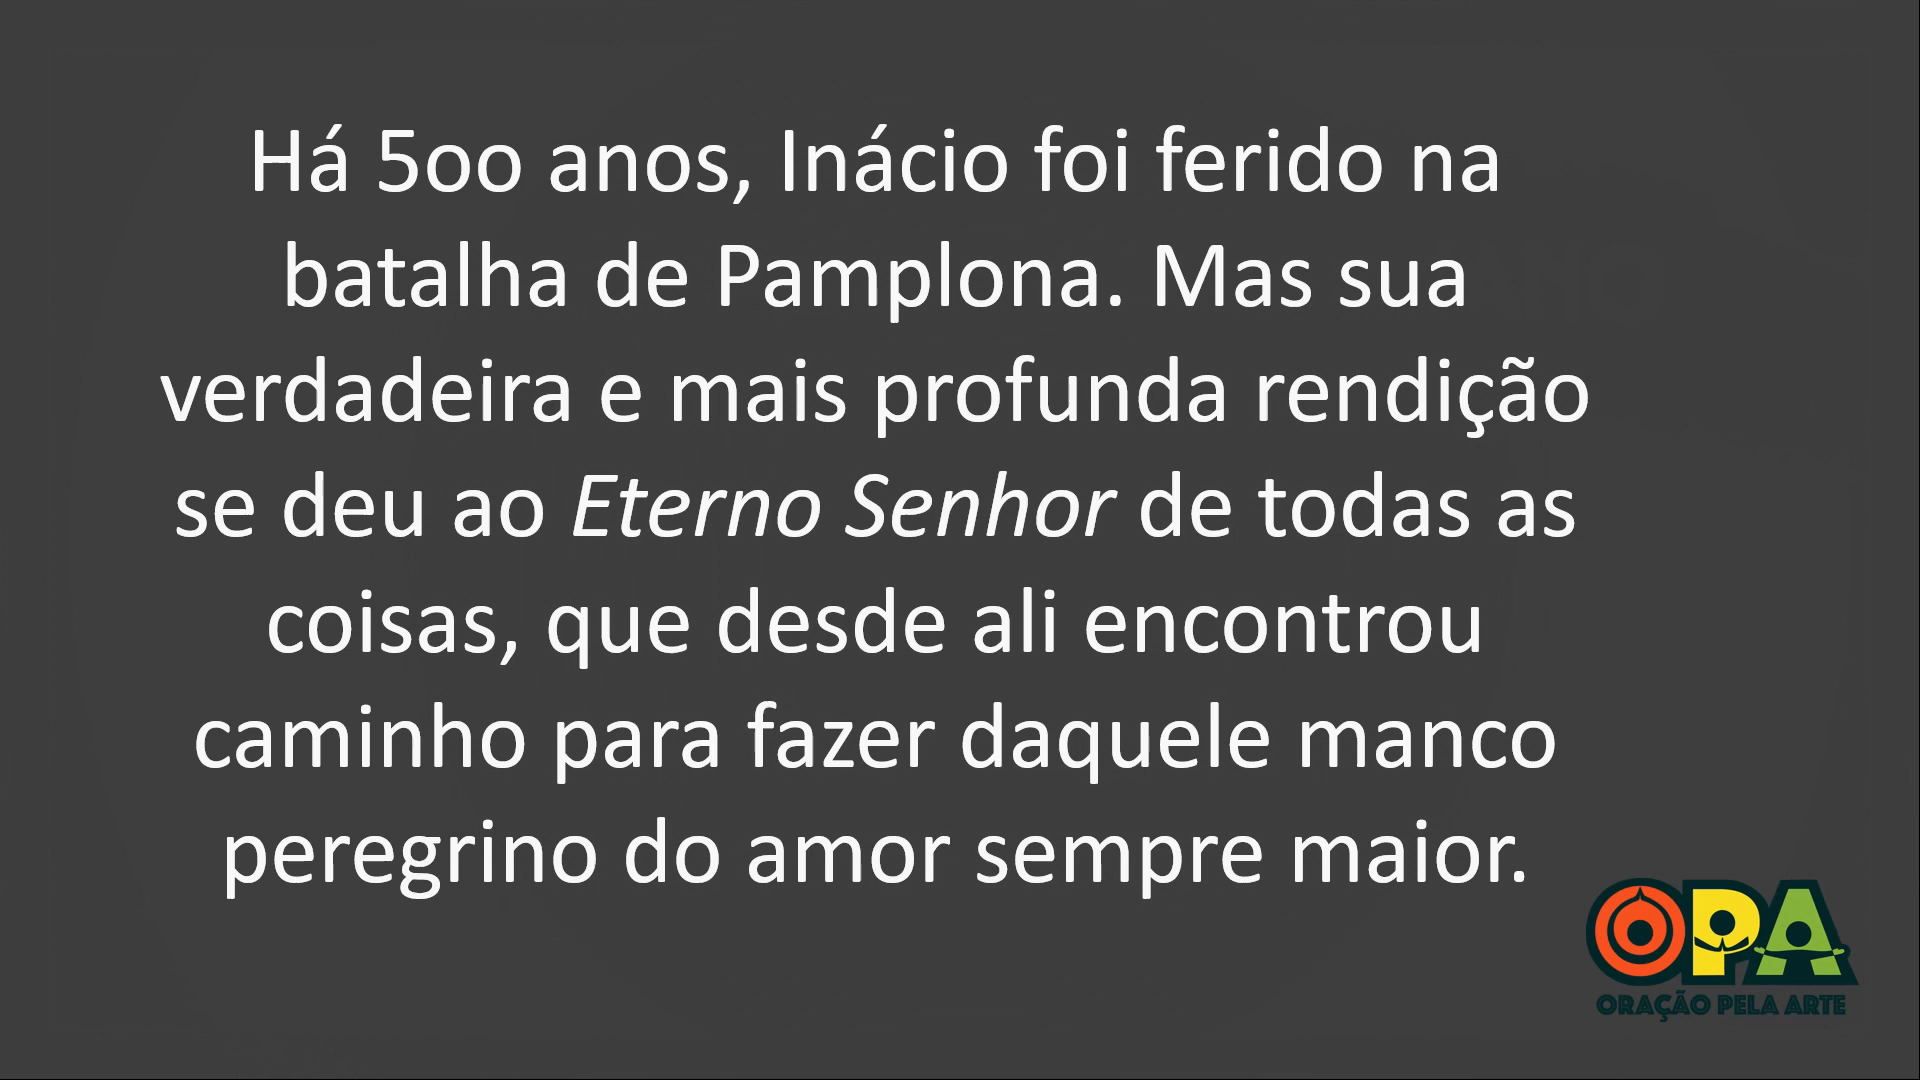 Há 5oo anos, Inácio foi ferido na
batalha de Pamplona. Mas sua
verdadeira e mais profunda rendição
se deu ao Eterno Senhor de todas as
coisas, que desde ali encontrou
caminho para fazer daquele manco
peregrino do amor sempre maior.
OPA
ORAÇÃO PELA ARTE